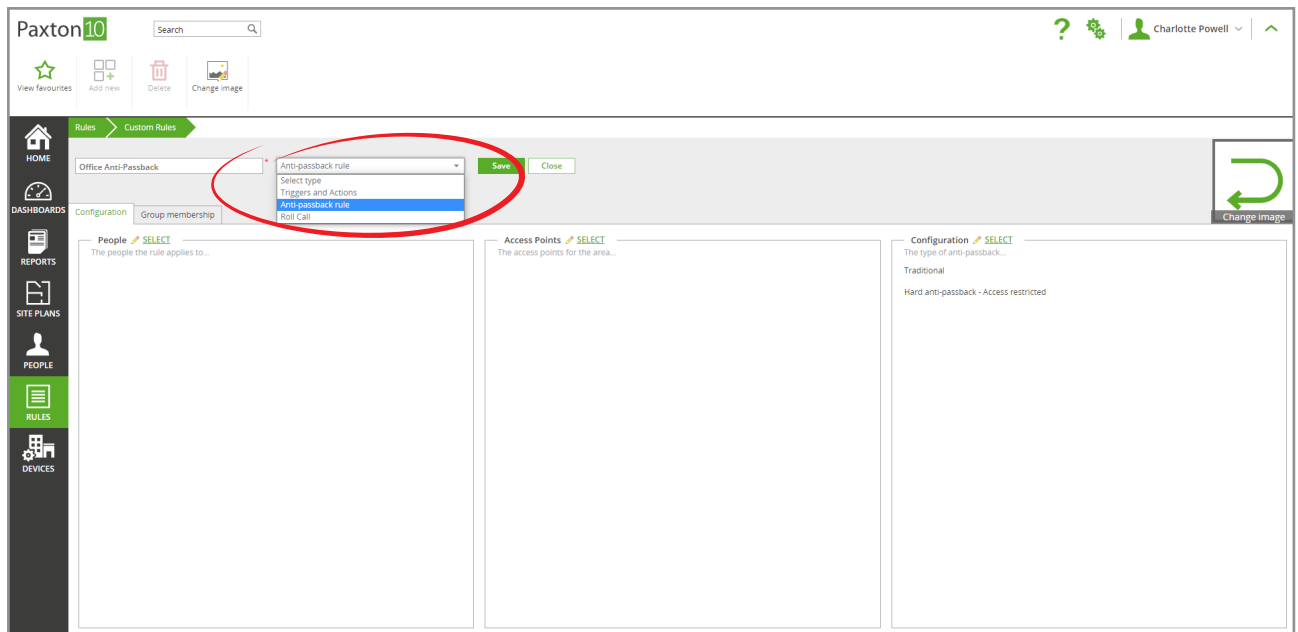 Paxton10
Search
?
Charlotte Powell
View favourites
Add new
Delete
Change image
Rules
Custom Rules
HOME
DASHBOARDS
REPORTS
SITE PLANS
PEOPLE
RULES
DEVICES
Office Anti-Passback
*
Anti-passback rule
Select type
Triggers and Actions
Anti-passback rule
Roll Call
Save
Close
Change image
Configuration
Group membership
People SELECT
The people the rule applies to...
Access Points SELECT
The access points for the area...
Configuration SELECT
The type of anti-passback...
Traditional
Hard anti-passback - Access restricted